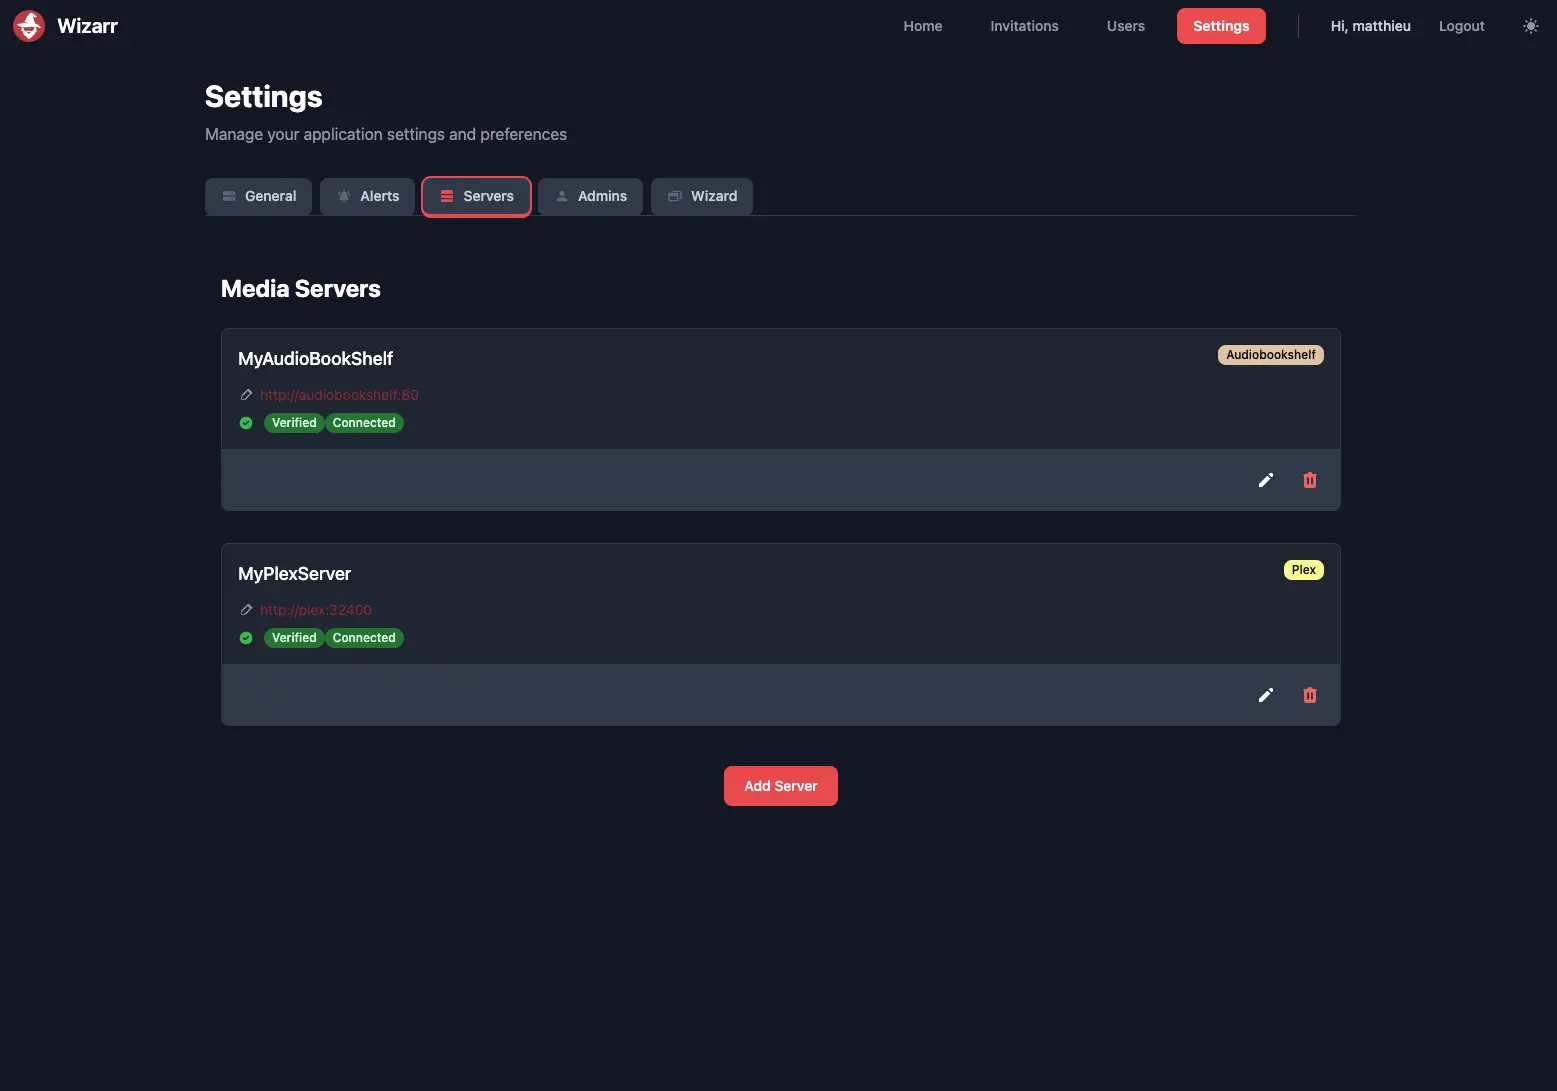 Wizarr
Home Invitations Users Settings Hi, matthieu Logout
Settings
Manage your application settings and preferences
General Alerts Servers Admins Wizard
Media Servers
MyAudioBookShelf Audiobookshelf
http://audiobookshelf:80
Verified Connected
MyPlexServer Plex
http://plex:32400
Verified Connected
Add Server